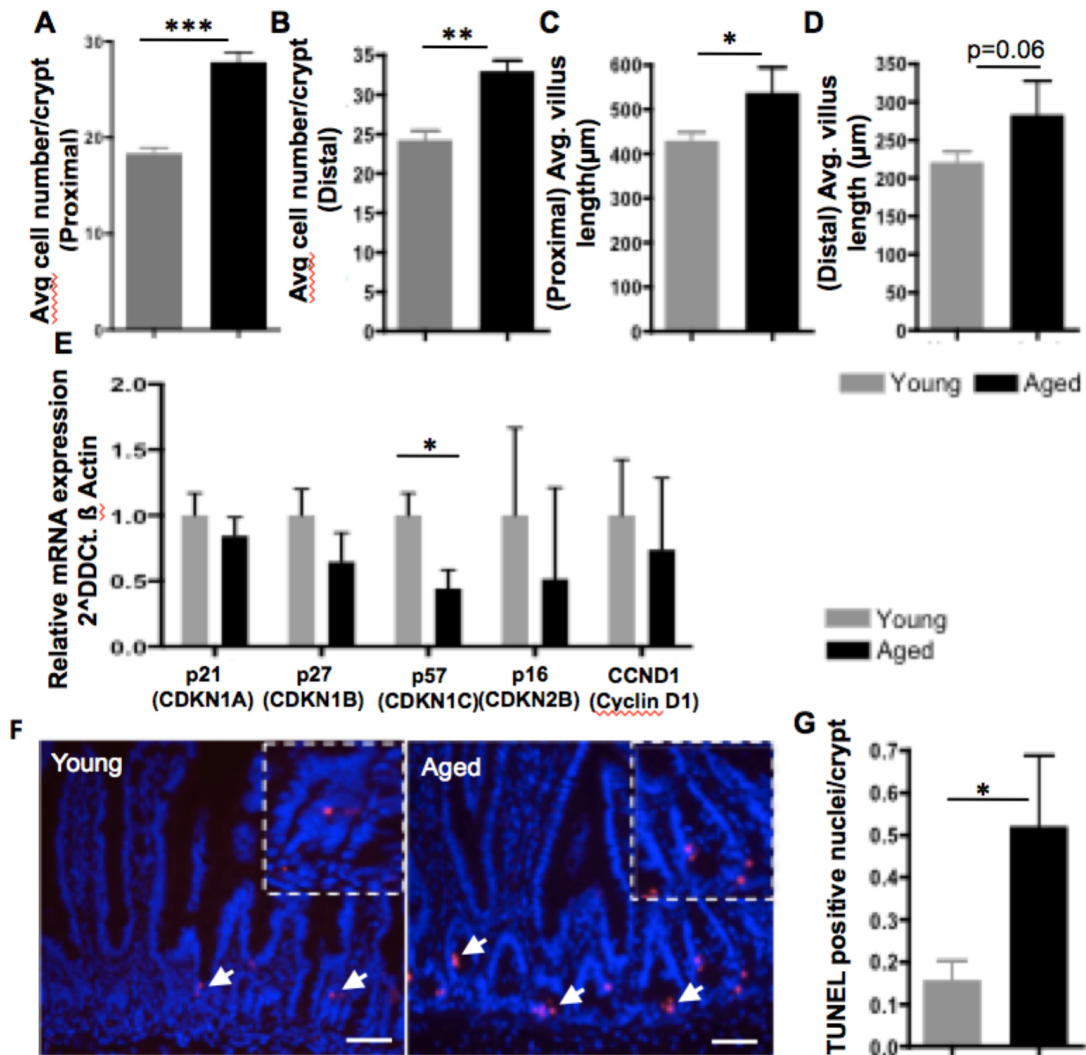 A
Avg cell number/crypt
(Proximal)
30
20
10
0
***
B
Avg cell number/crypt
(Distal)
35
30
25
20
15
10
5
0
**
C
(Proximal) Avg. villus
length(µm)
600
500
400
300
200
100
0
*
D
(Distal) Avg. villus
length (µm)
350
300
250
200
150
100
50
0
p=0.06
Young Aged
E
Relative mRNA expression
2^DDCt. ß Actin
2.0
1.5
1.0
0.5
0.0
*
p21 p27 p57 p16 CCND1
(CDKN1A) (CDKN1B) (CDKN1C) (CDKN2B) (Cyclin D1)
Young
Aged
F
Young
Aged
G
TUNEL positive nuclei/crypt
0.7
0.6
0.5
0.4
0.3
0.2
0.1
0.0
*